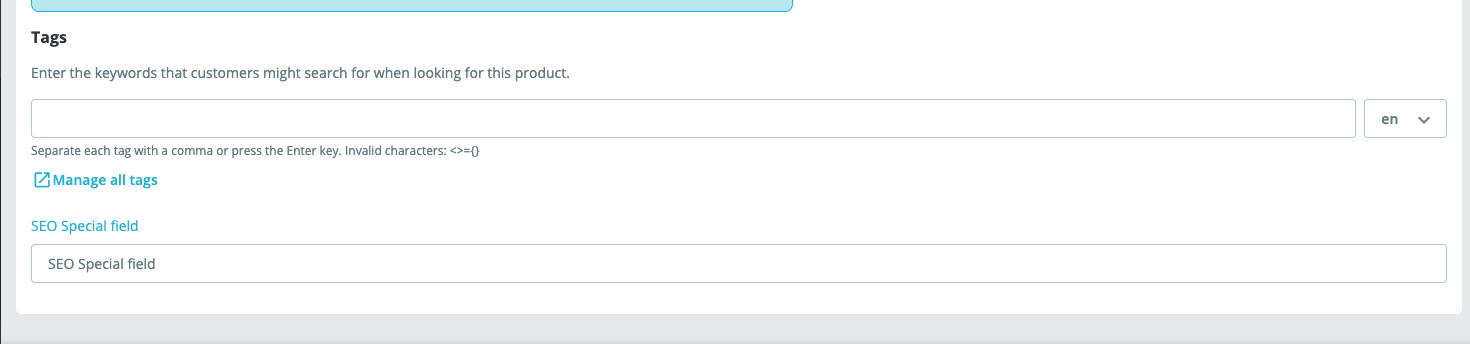 Tags
Enter the keywords that customers might search for when looking for this product.
en
Separate each tag with a comma or press the Enter key. Invalid characters: <>={}
Manage all tags
SEO Special field
SEO Special field